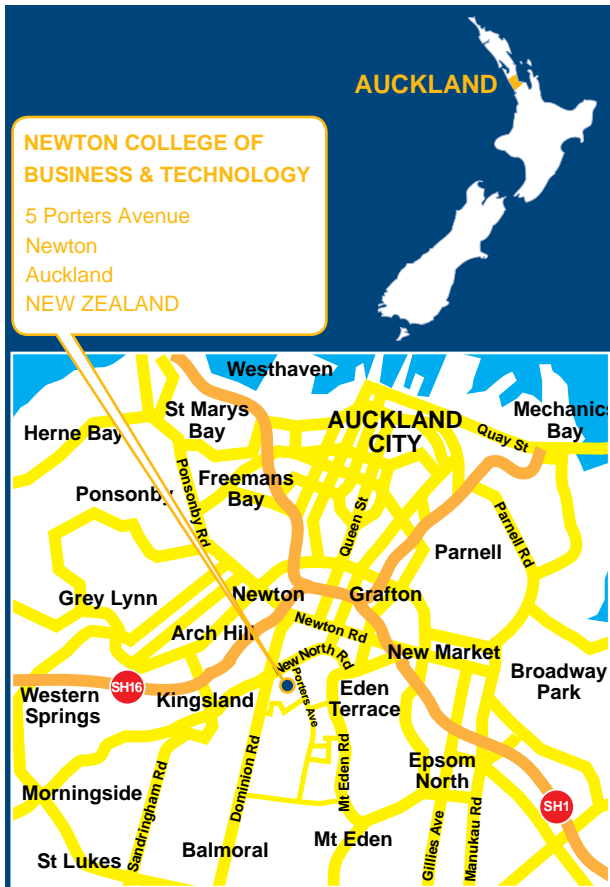 AUCKLAND
NEWTON COLLEGE OF
BUSINESS & TECHNOLOGY
5 Porters Avenue
Newton
Auckland
NEW ZEALAND
Westhaven
St Marys
Bay
AUCKLAND
CITY
Mechanics
Bay
Quay St
Herne Bay
Ponsonby
Ponsonby Rd
Freemans
Bay
Queen St
Parnell
Parnell Rd
Grey Lynn
Newton
Grafton
Arch Hill
Newton Rd
New North Rd
New Market
Broadway
Park
SH16
Western
Springs
Kingsland
Porters Ave
Eden
Terrace
Morningside
Sandringham Rd
Dominion Rd
Mt Eden Rd
Epsom
North
SH1
St Lukes
Balmoral
Mt Eden
Gillies Ave
Manukau Rd